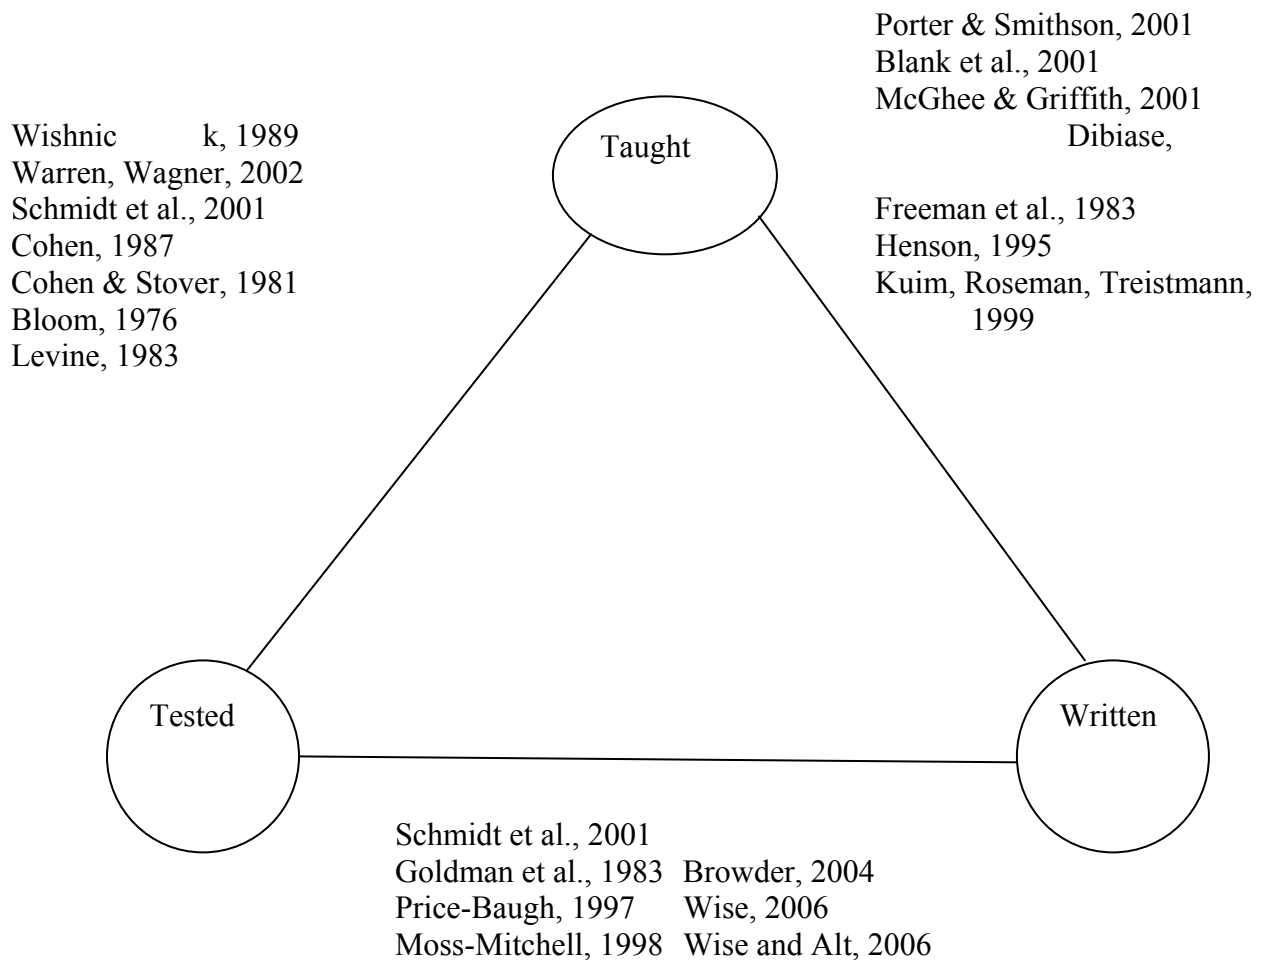 Porter & Smithson, 2001
Blank et al., 2001
McGhee & Griffith, 2001
Dibiase,
Freeman et al., 1983
Henson, 1995
Kuim, Roseman, Treistmann,
1999
Wishnic k, 1989
Warren, Wagner, 2002
Schmidt et al., 2001
Cohen, 1987
Cohen & Stover, 1981
Bloom, 1976
Levine, 1983
Taught
Tested
Written
Schmidt et al., 2001
Goldman et al., 1983 Browder, 2004
Price-Baugh, 1997 Wise, 2006
Moss-Mitchell, 1998 Wise and Alt, 2006